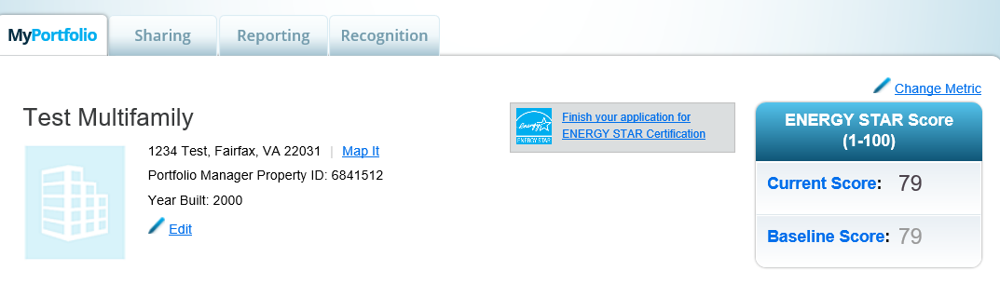 MyPortfolio
Sharing
Reporting
Recognition
Change Metric
Test Multifamily
1234 Test, Fairfax, VA 22031 | Map It
Portfolio Manager Property ID: 6841512
Year Built: 2000
Edit
energy
ENERGY STAR
Finish your application for
ENERGY STAR Certification
ENERGY STAR Score
(1-100)
Current Score: 79
Baseline Score: 79